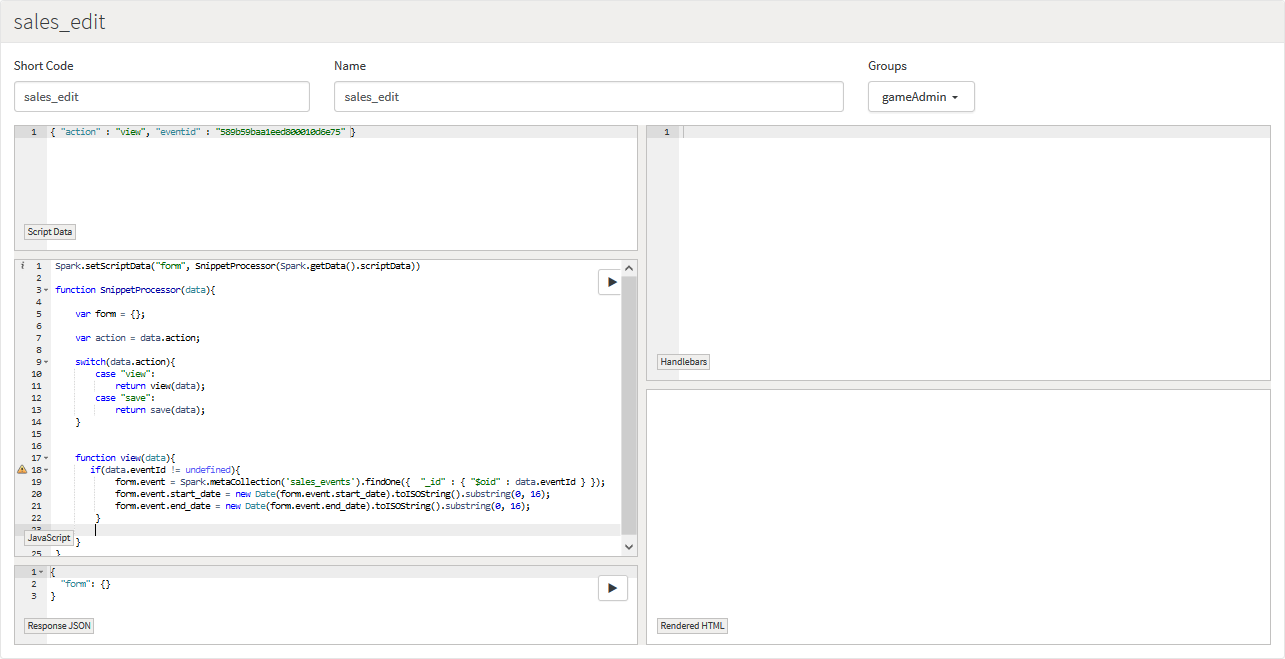 sales_edit
Short Code
Name
Groups
sales_edit
sales_edit
gameAdmin
1 { "action" : "view", "eventid" : "589b59baa1eed800010d6e75" }
Script Data
1
Handlebars
1 Spark.setScriptData("form", SnippetProcessor(Spark.getData().scriptData))
2
3 function SnippetProcessor(data){
4
5 var form = {};
6
7 var action = data.action;
8
9 switch(data.action){
10 case "view":
11 return view(data);
12 case "save":
13 return save(data);
14 }
15
16
17 function view(data){
18 if(data.eventId != undefined){
19 form.event = Spark.metaCollection('sales_events').findOne({ "_id" : { "$oid" : data.eventId } });
20 form.event.start_date = new Date(form.event.start_date).toISOString().substring(0, 16);
21 form.event.end_date = new Date(form.event.end_date).toISOString().substring(0, 16);
22 }
23
JavaScript }
25 }
1 {
2 "form": {}
3 }
Response JSON
Rendered HTML